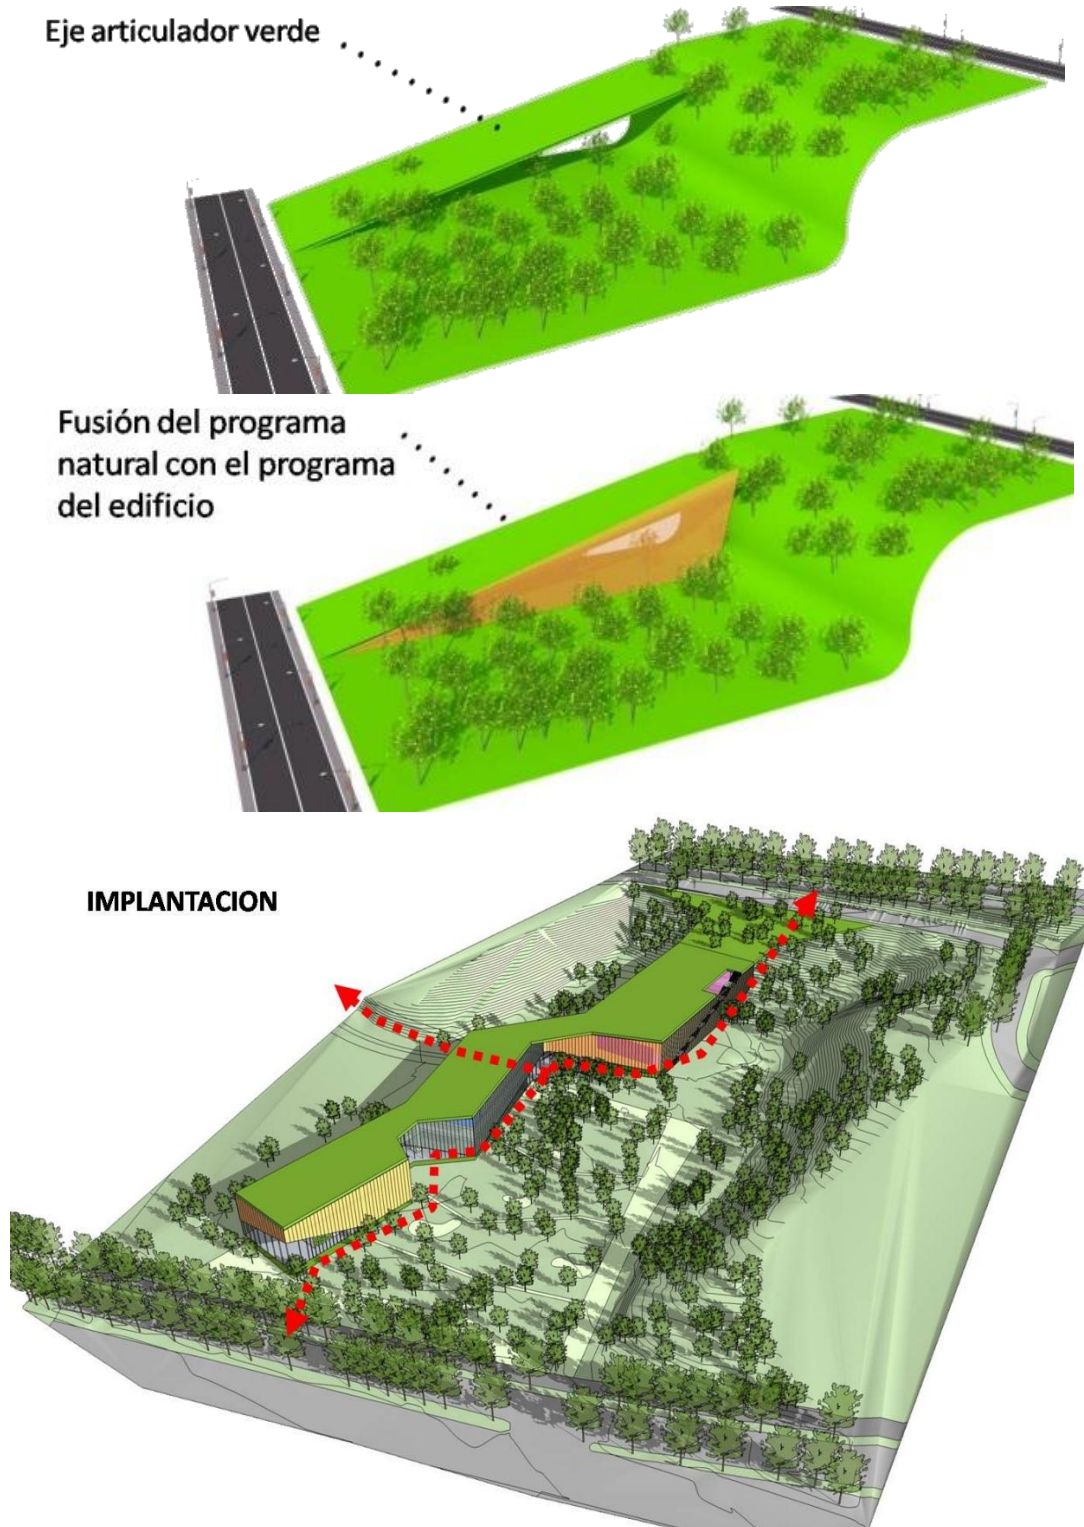 Eje articulador verde
Fusión del programa
natural con el programa
del edificio
IMPLANTACION